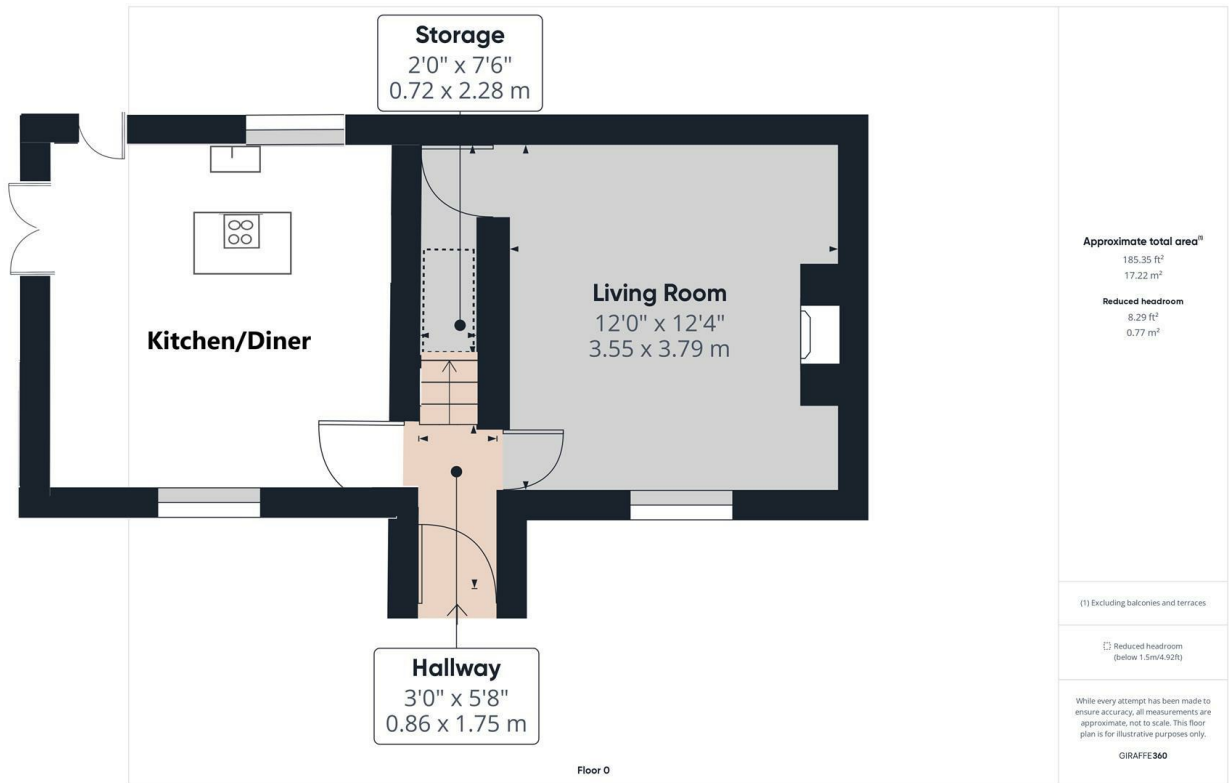 Storage
2'0" x 7'6"
0.72 x 2.28 m
Kitchen/Diner
Living Room
12'0" x 12'4"
3.55 x 3.79 m
Hallway
3'0" x 5'8"
0.86 x 1.75 m
Floor 0
Approximate total area⁽¹⁾
185.35 ft²
17.22 m²
Reduced headroom
8.29 ft²
0.77 m²
(1) Excluding balconies and terraces
Reduced headroom
(below 1.5m/4.92ft)
While every attempt has been made to
ensure accuracy, all measurements are
approximate, not to scale. This floor
plan is for illustrative purposes only.
GIRAFFE360